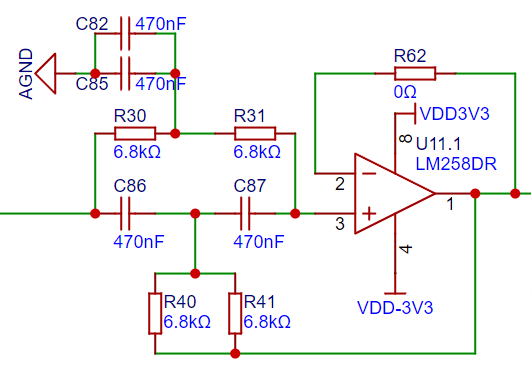 C82 470nF
AGND
C85 470nF
R62
0Ω
R30
6.8kΩ
R31
6.8kΩ
VDD3V3
8
U11.1
LM258DR
C86
470nF
C87
470nF
2
3
1
4
VDD-3V3
R40
6.8kΩ
R41
6.8kΩ